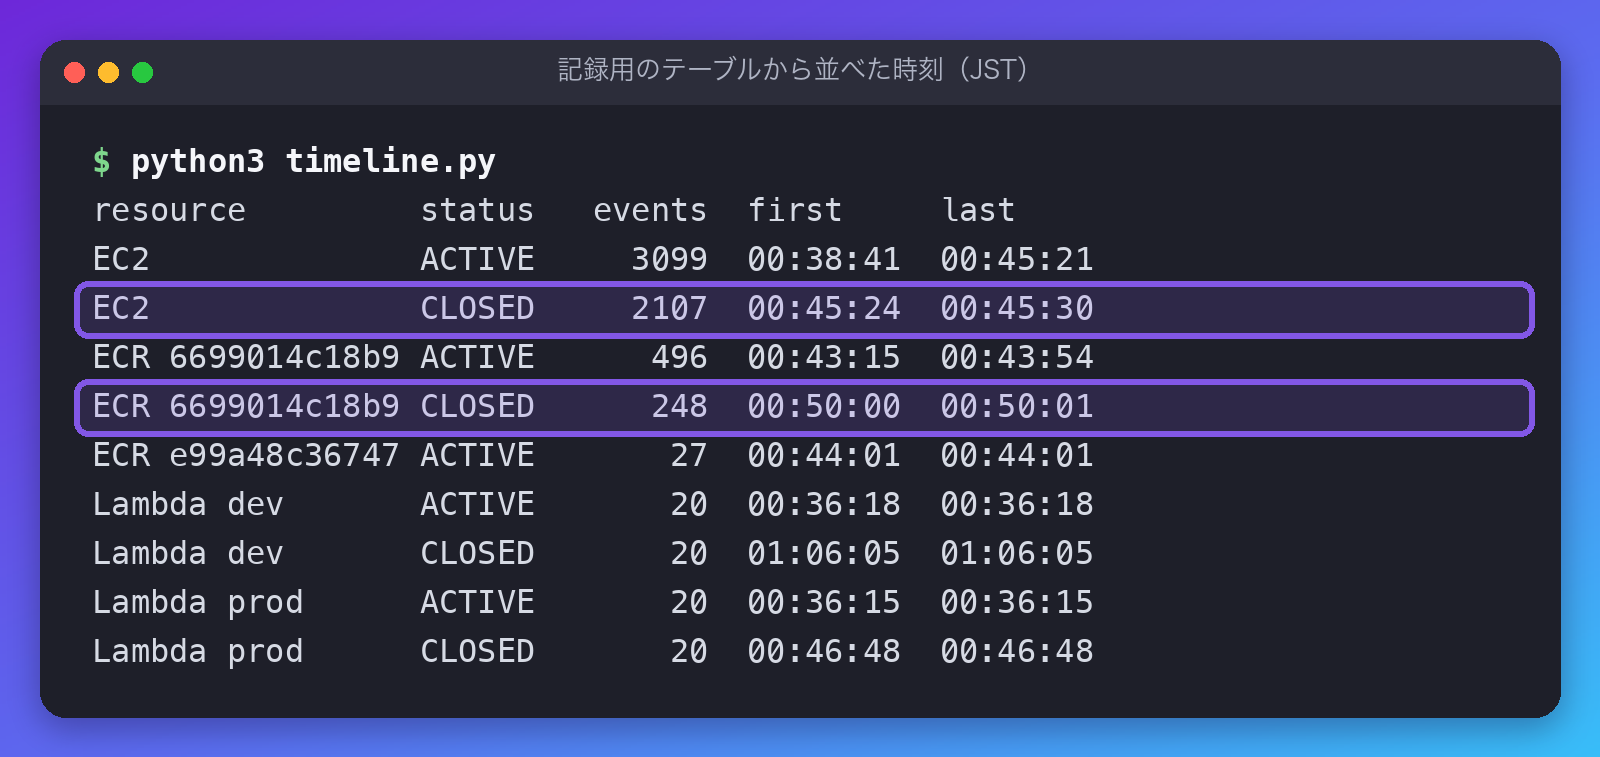 記録用のテーブルから並べた時刻（JST）
$ python3 timeline.py
resource status events first last
EC2 ACTIVE 3099 00:38:41 00:45:21
EC2 CLOSED 2107 00:45:24 00:45:30
ECR 6699014c18b9 ACTIVE 496 00:43:15 00:43:54
ECR 6699014c18b9 CLOSED 248 00:50:00 00:50:01
ECR e99a48c36747 ACTIVE 27 00:44:01 00:44:01
Lambda dev ACTIVE 20 00:36:18 00:36:18
Lambda dev CLOSED 20 01:06:05 01:06:05
Lambda prod ACTIVE 20 00:36:15 00:36:15
Lambda prod CLOSED 20 00:46:48 00:46:48